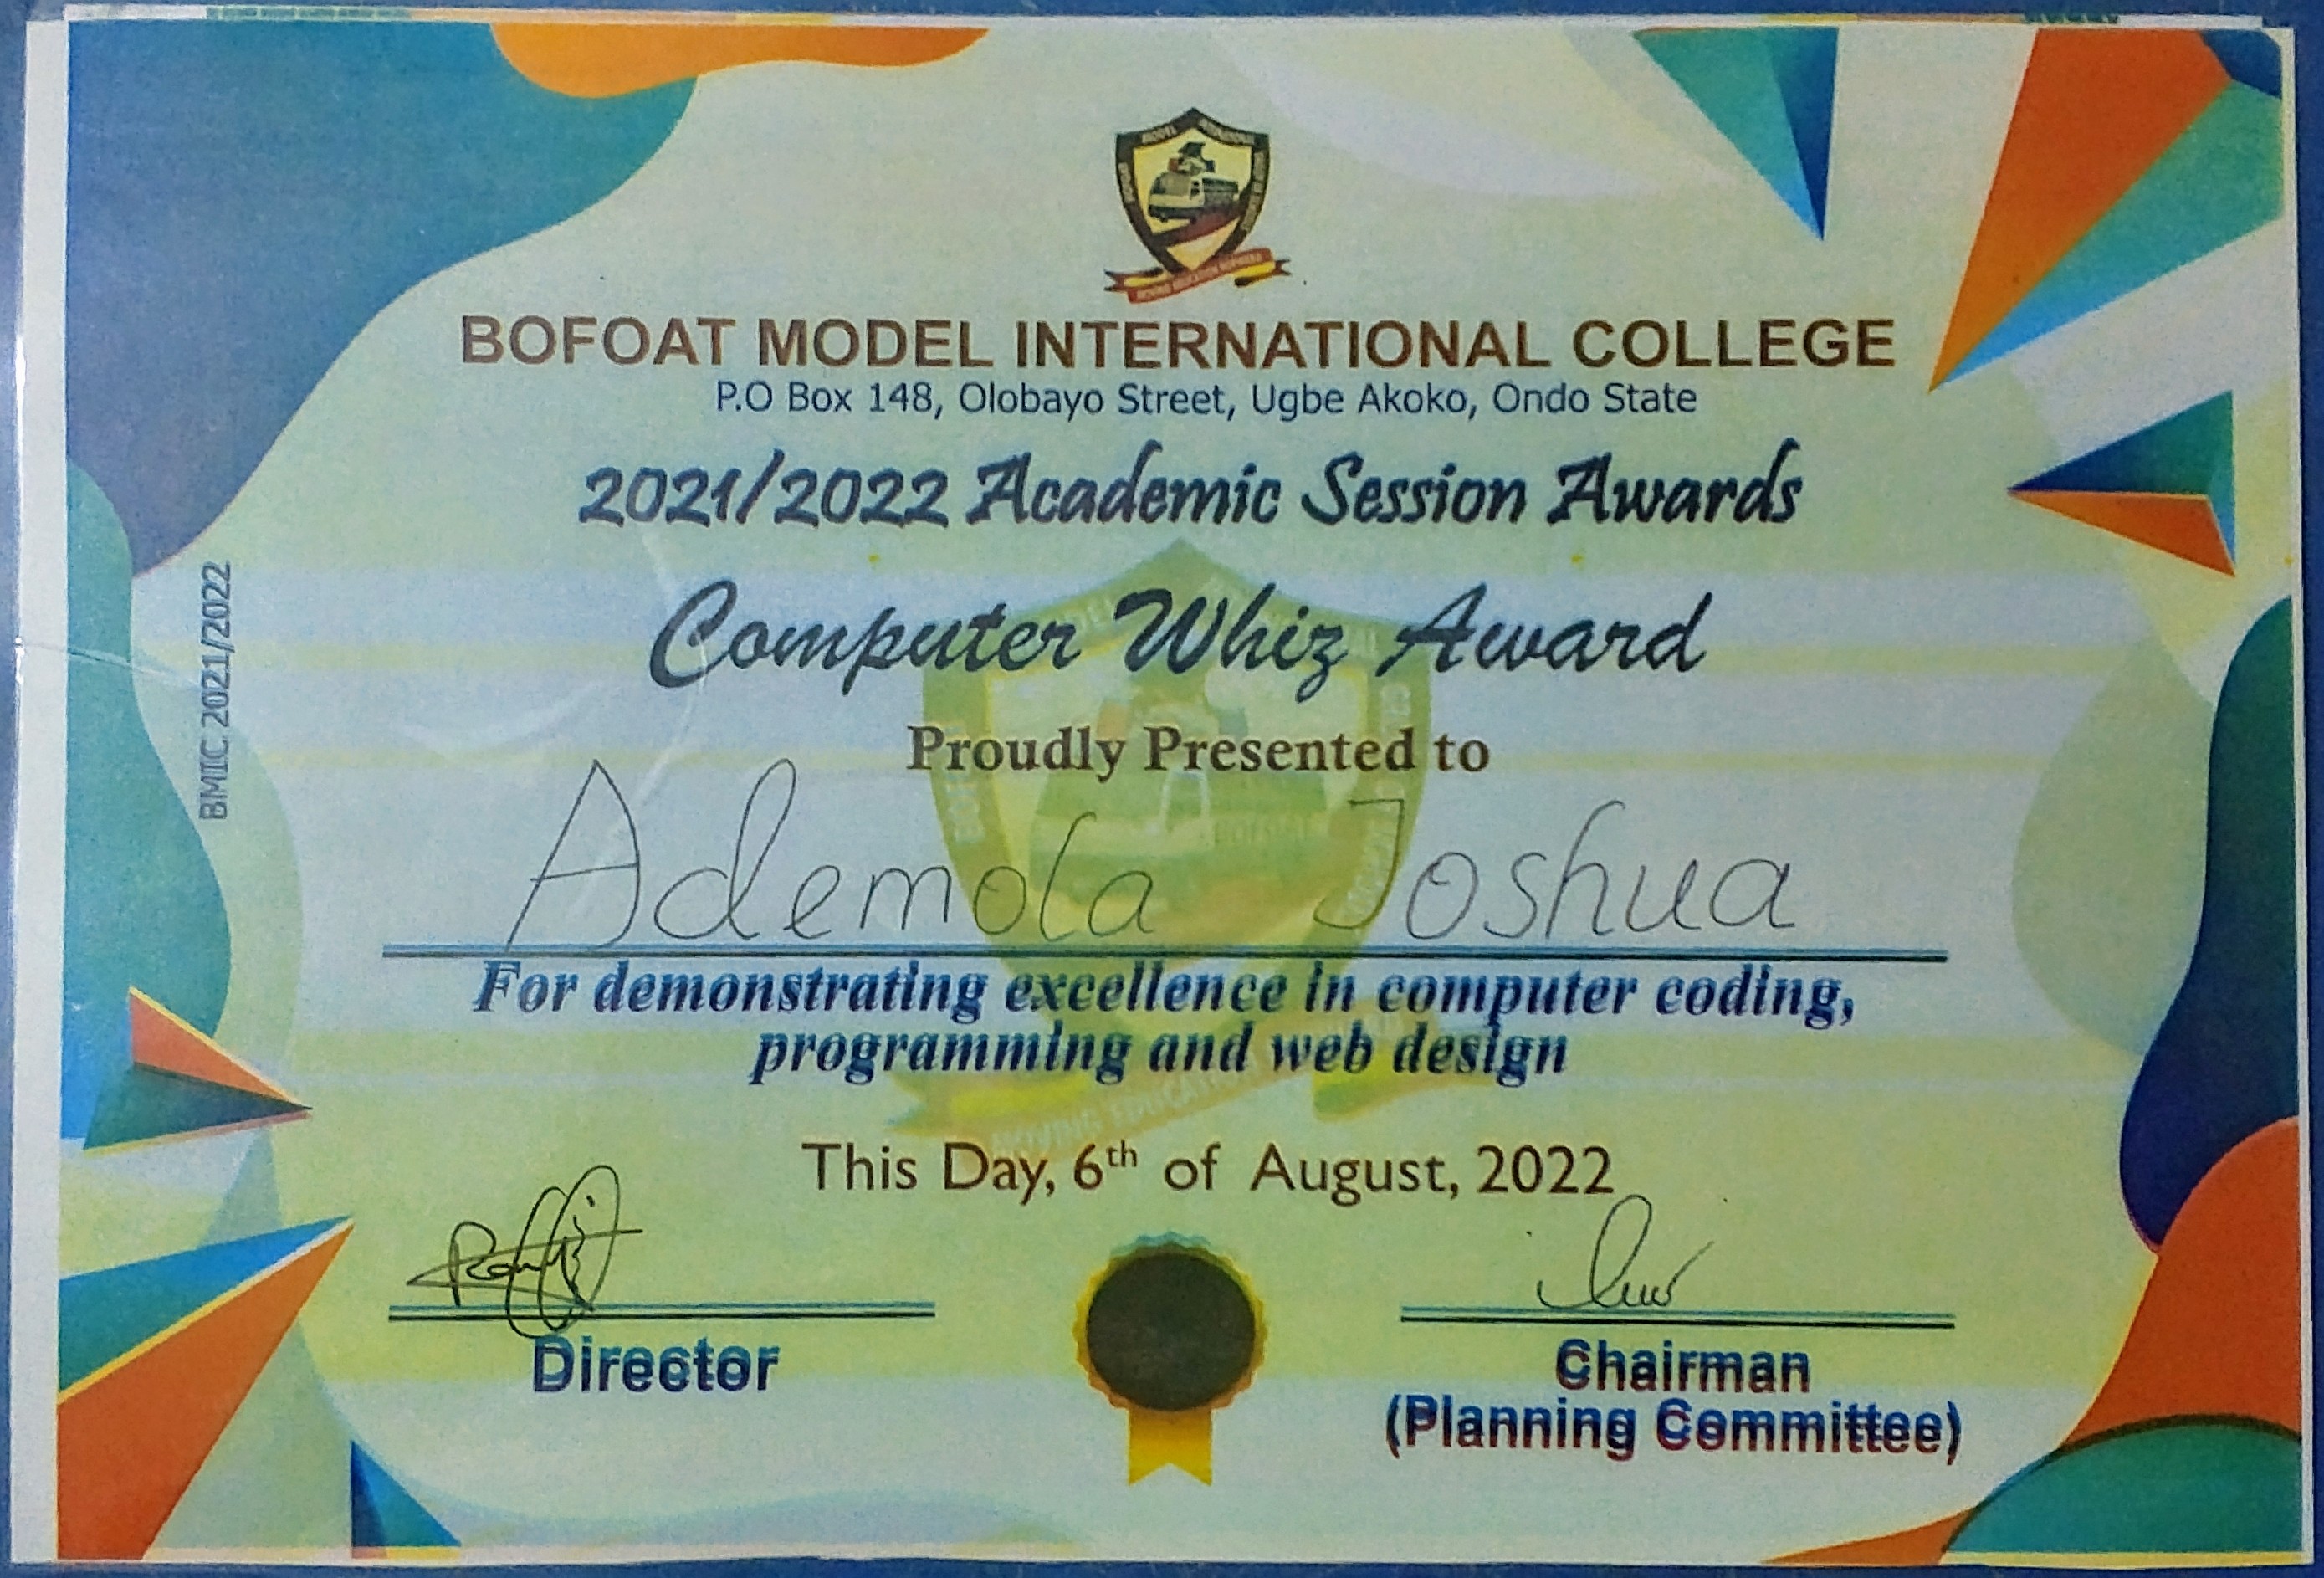 BOFOAT MODEL INTERNATIONAL COLLEGE
P.O Box 148, Olobayo Street, Ugbe Akoko, Ondo State
2021/2022 Academic Session Awards
Computer Whiz Award
Proudly Presented to
Ademola Joshua
For demonstrating excellence in computer coding,
programming and web design
This Day, 6th of August, 2022
Director
Chairman
(Planning Committee)
BMIC 2021/2022